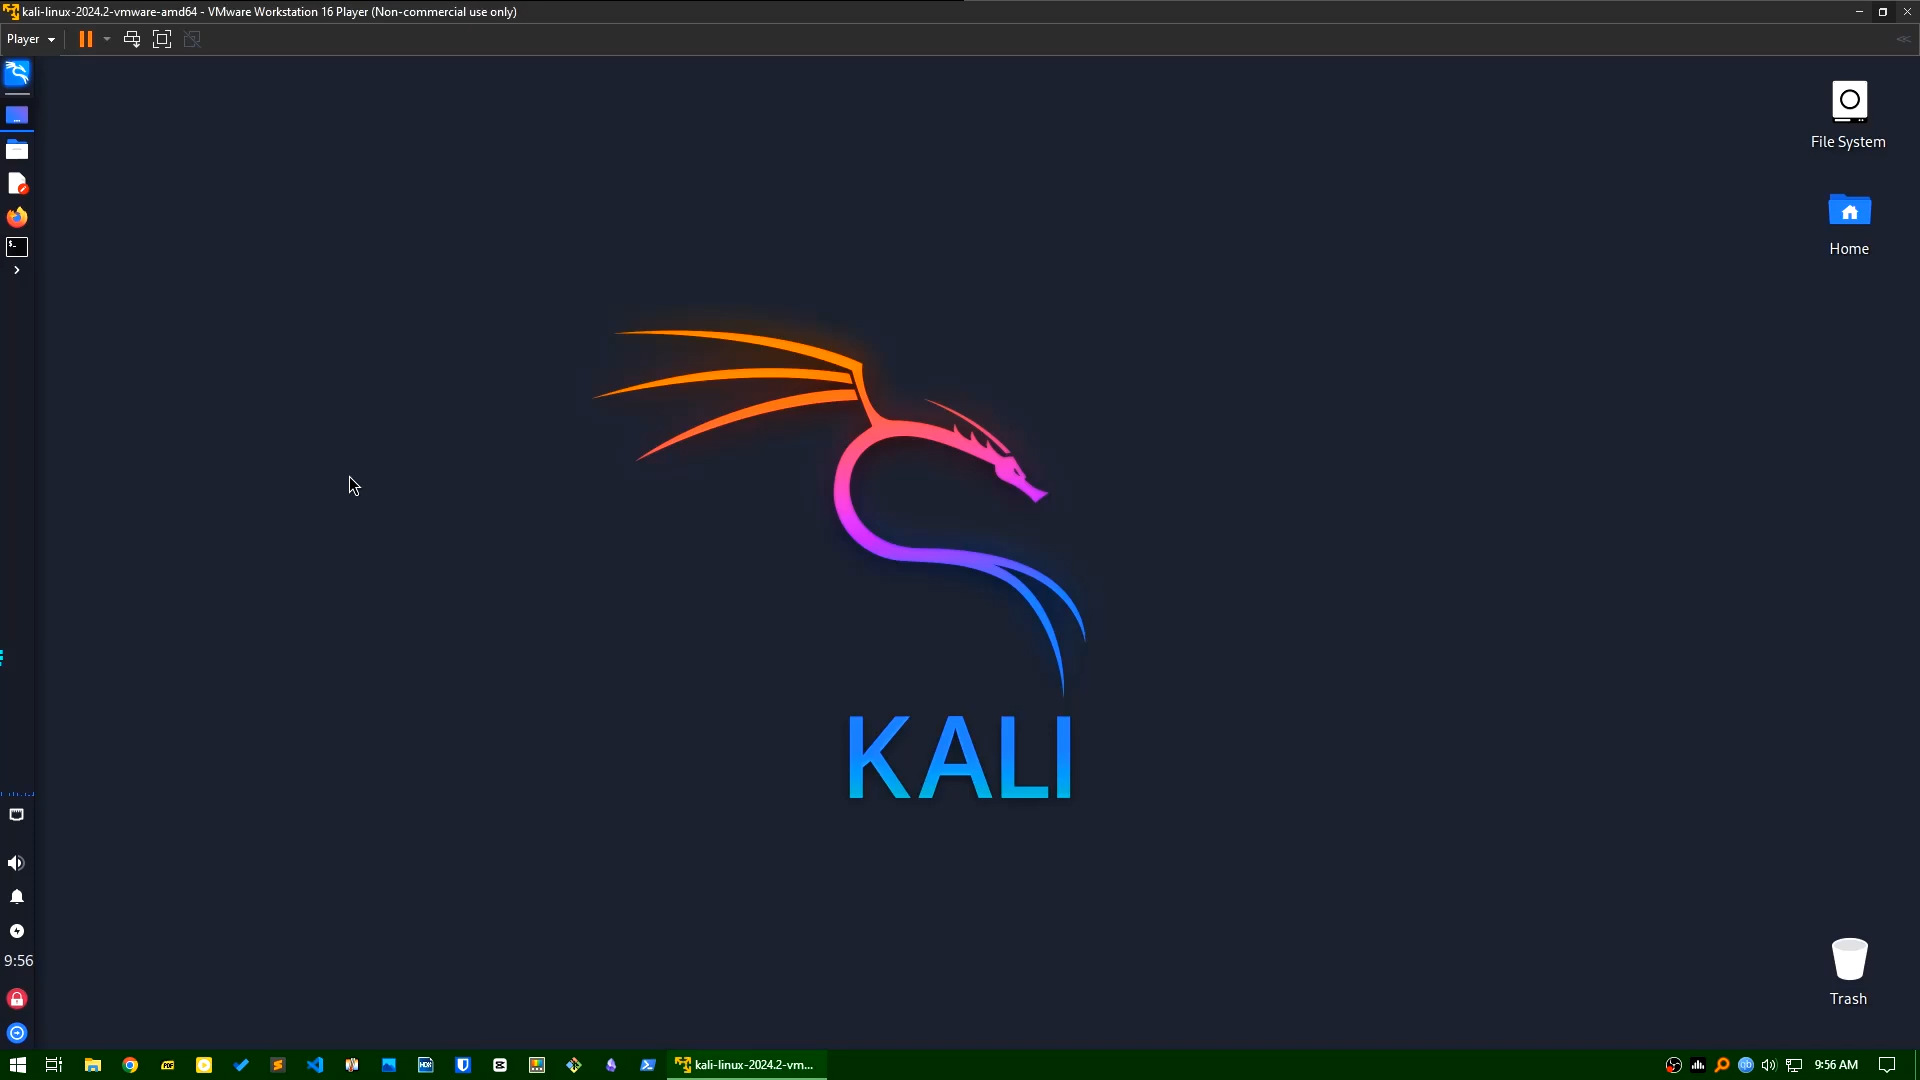 kali-linux-2024.2-vmware-amd64 - VMware Workstation 16 Player (Non-commercial use only)
Player
File System
Home
KALI
9:56
Trash
kali-linux-2024.2-vm...
9:56 AM